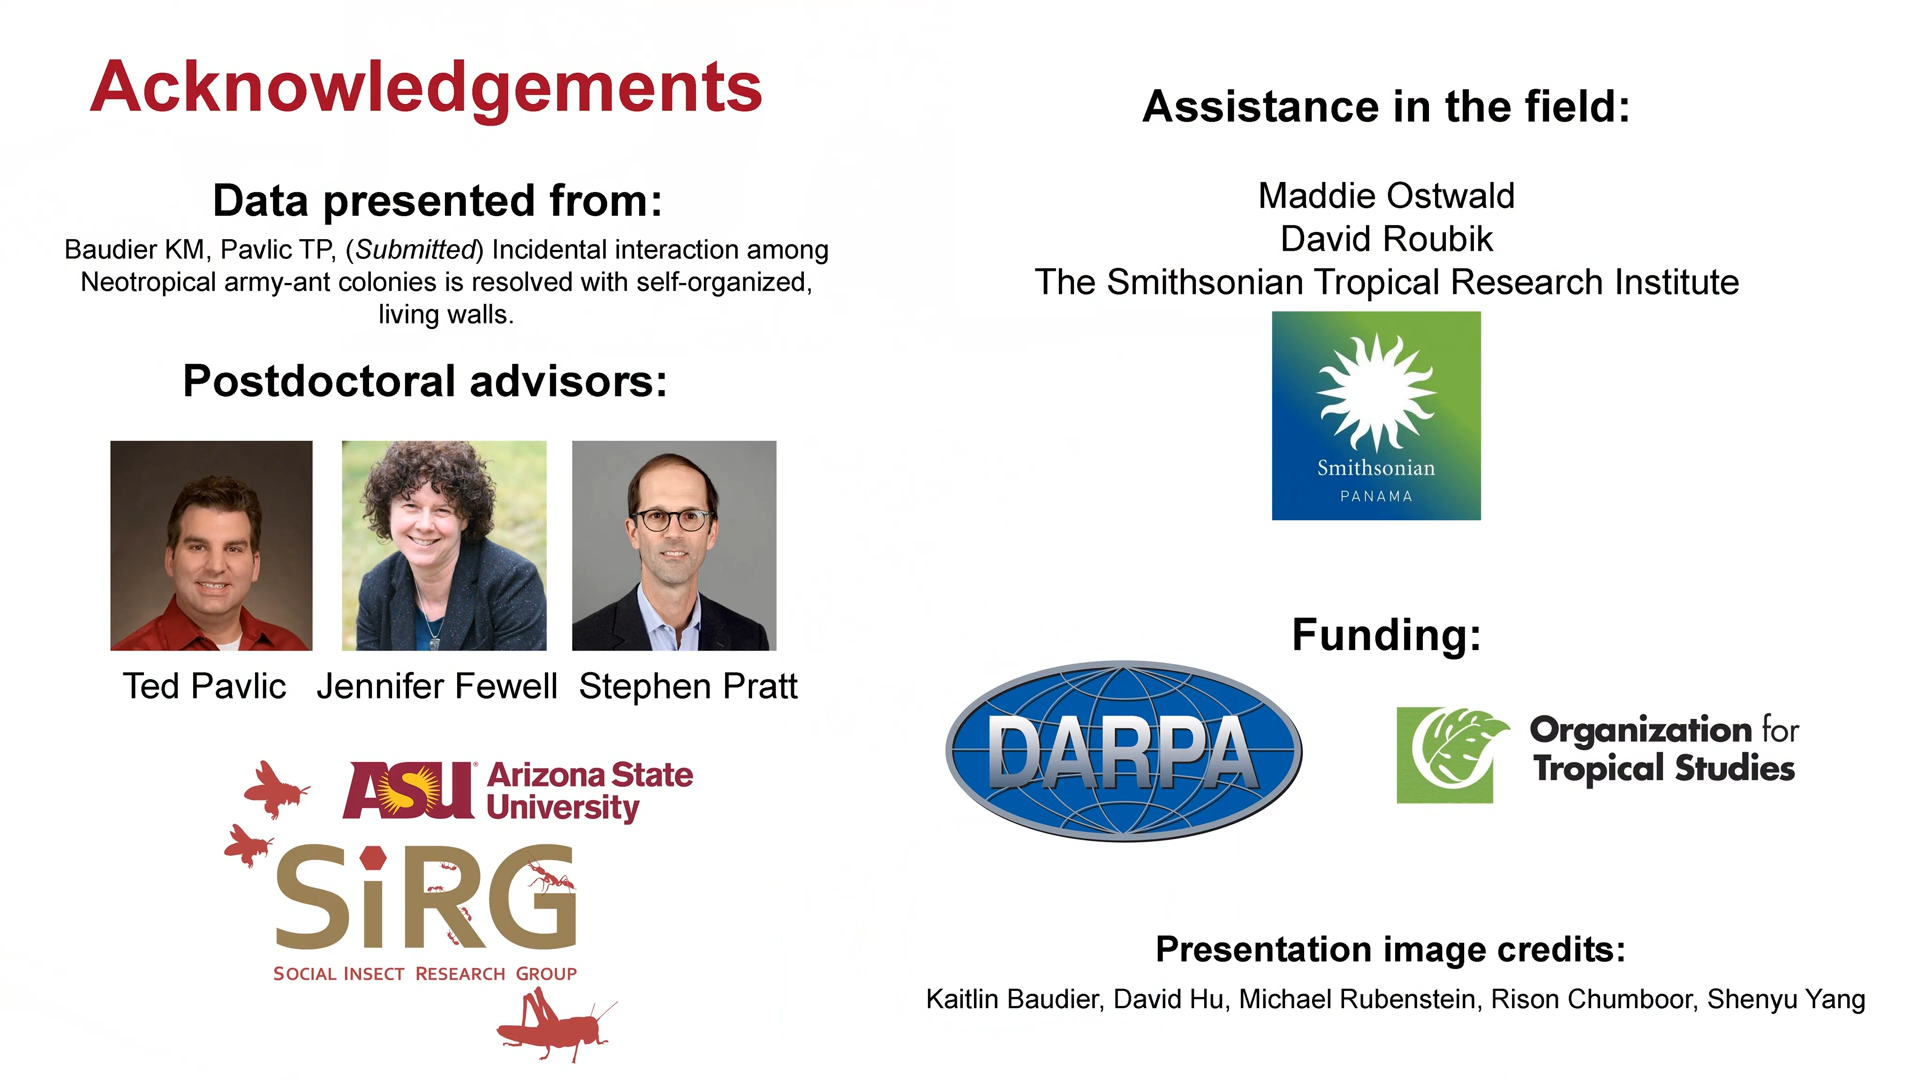 Acknowledgements
Data presented from:
Baudier KM, Pavlic TP, (Submitted) Incidental interaction among
Neotropical army-ant colonies is resolved with self-organized,
living walls.
Postdoctoral advisors:
Ted Pavlic
Jennifer Fewell
Stephen Pratt
ASU® Arizona State
University
SiRG
SOCIAL INSECT RESEARCH GROUP
Assistance in the field:
Maddie Ostwald
David Roubik
The Smithsonian Tropical Research Institute
Smithsonian
PANAMA
Funding:
DARPA
Organization for
Tropical Studies
Presentation image credits:
Kaitlin Baudier, David Hu, Michael Rubenstein, Rison Chumboor, Shenyu Yang